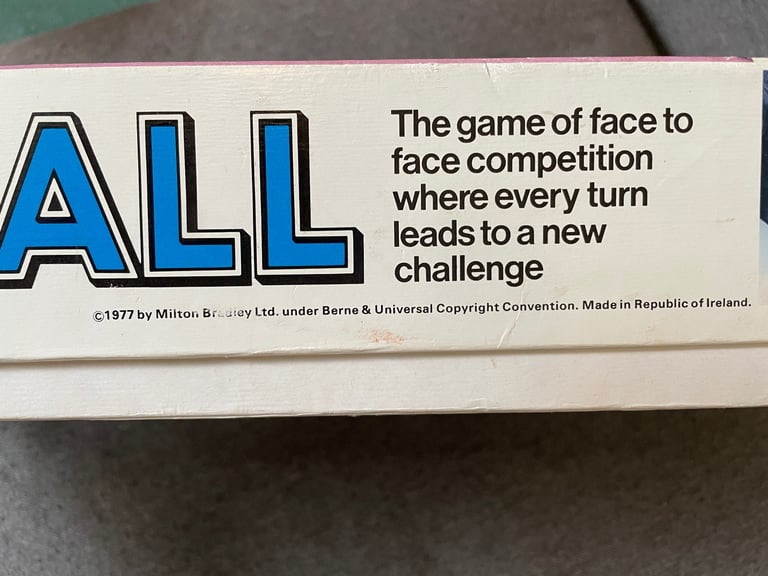 ALL
The game of face to
face competition
where every turn
leads to a new
challenge
©1977 by Milton Bradley Ltd. under Berne & Universal Copyright Convention. Made in Republic of Ireland.